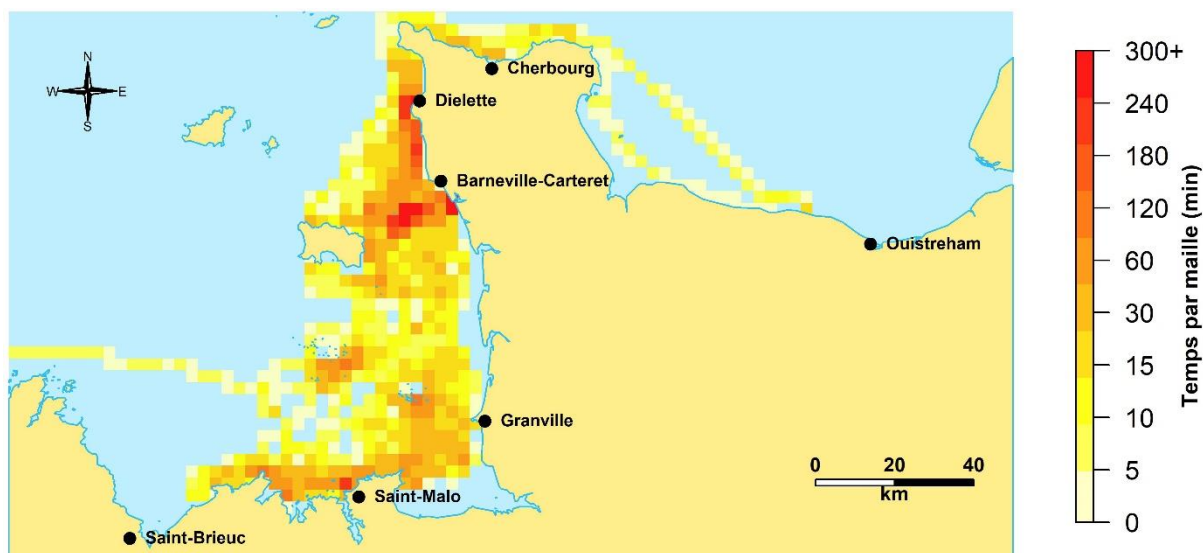 N
W E
S
Cherbourg
Dielette
Barneville-Carteret
Ouistreham
Granville
Saint-Malo
Saint-Brieuc
0 20 40
km
300+
240
180
120
60
30
15
10
5
0
Temps par maille (min)